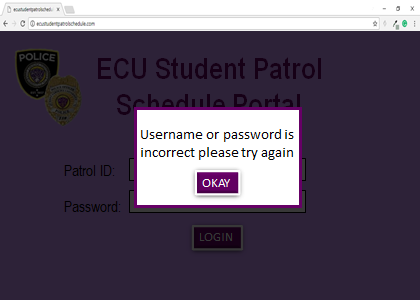 ecustudentpatrolschedule
ecustudentpatrolschedule.com
POLICE
ECU Student Patrol
Schedule Portal
Username or password is
incorrect please try again
OKAY
Patrol ID:
Password:
LOGIN